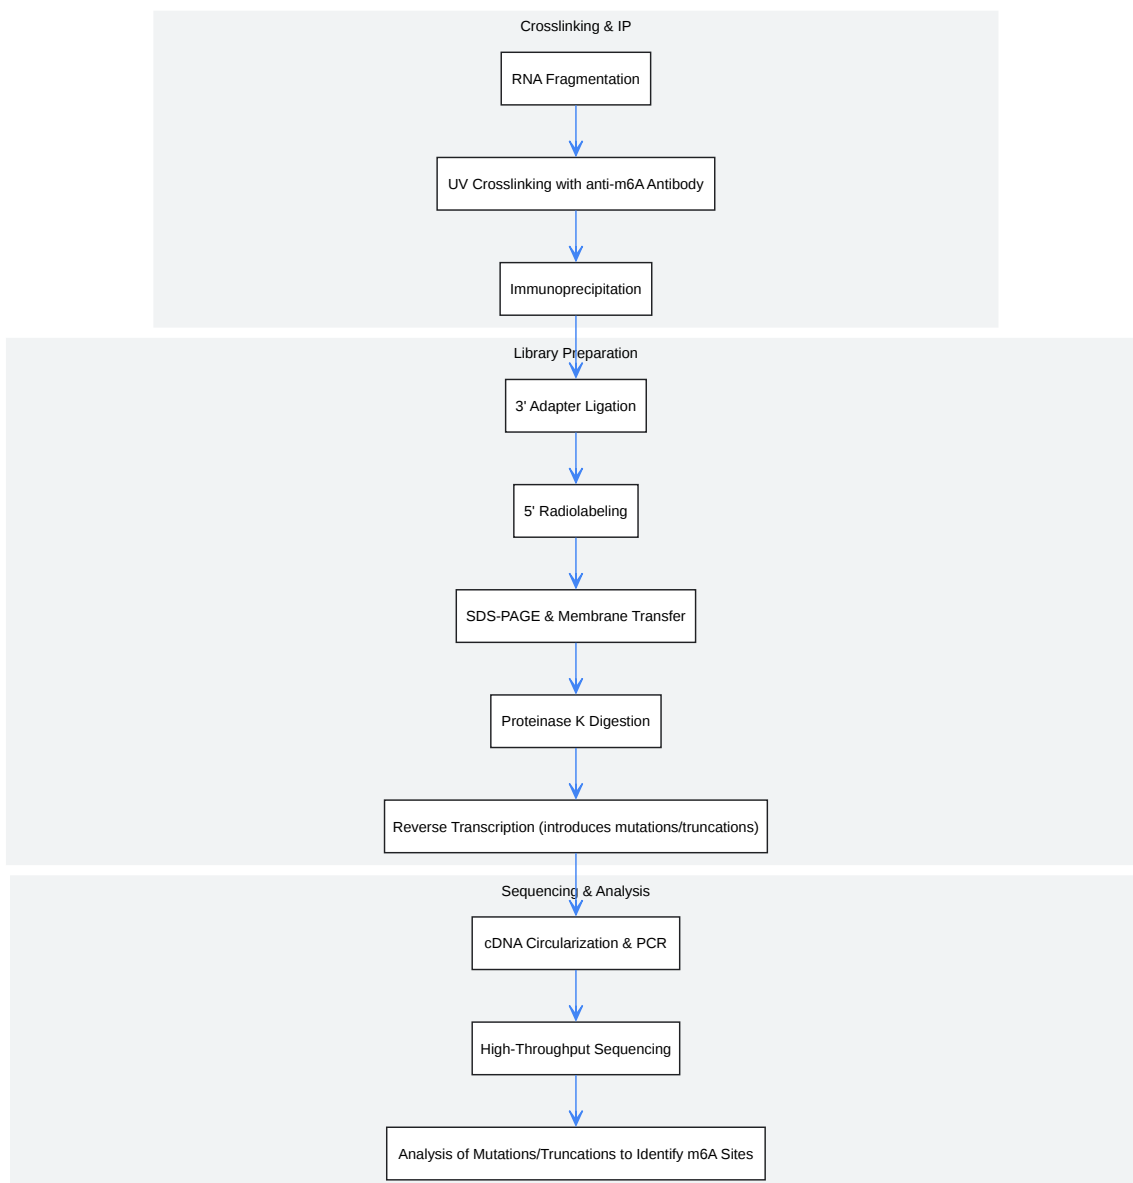 Crosslinking & IP
RNA Fragmentation
UV Crosslinking with anti-m6A Antibody
Immunoprecipitation
Library Preparation
3' Adapter Ligation
5' Radiolabeling
SDS-PAGE & Membrane Transfer
Proteinase K Digestion
Reverse Transcription (introduces mutations/truncations)
Sequencing & Analysis
cDNA Circularization & PCR
High-Throughput Sequencing
Analysis of Mutations/Truncations to Identify m6A Sites